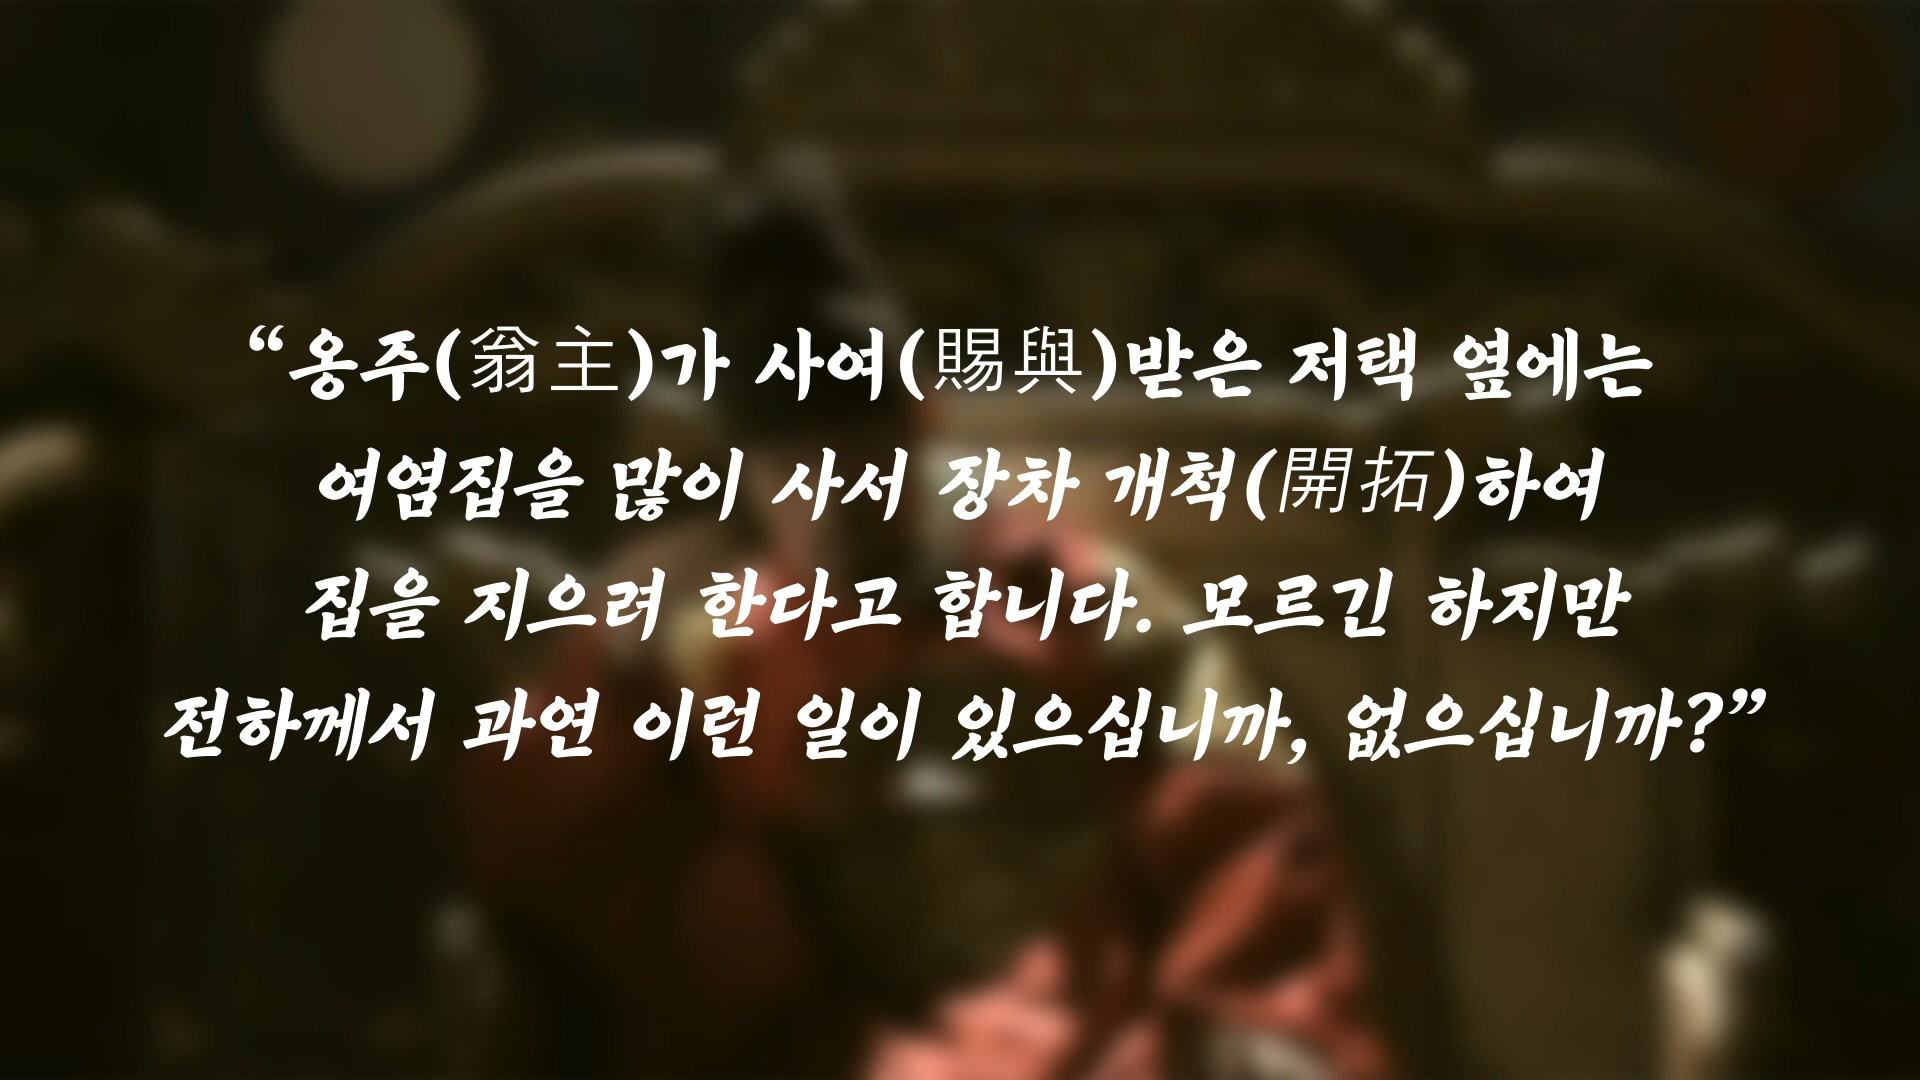 “옹주(翁主)가 사여(賜與)받은 저택 옆에는
여염집을 많이 사서 장차 개척(開拓)하여
집을 지으려 한다고 합니다. 모르긴 하지만
전하께서 과연 이런 일이 있으십니까, 없으십니까?”